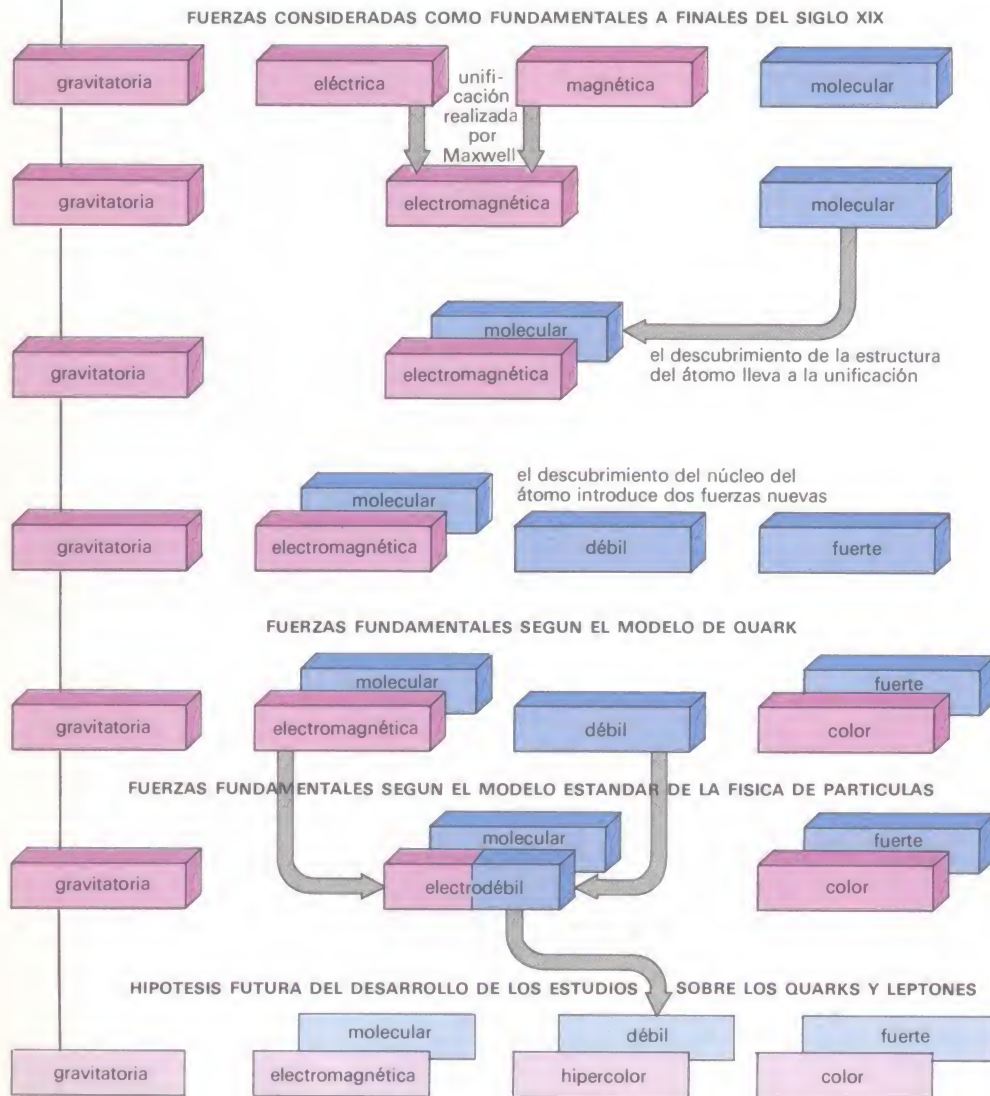 FUERZAS CONSIDERADAS COMO FUNDAMENTALES A FINALES DEL SIGLO XIX
gravitatoria
eléctrica
unifi-
cación
realizada
por
Maxwell
magnética
molecular
gravitatoria
electromagnética
molecular
gravitatoria
molecular
electromagnética
el descubrimiento de la estructura
del átomo lleva a la unificación
el descubrimiento del núcleo del
átomo introduce dos fuerzas nuevas
gravitatoria
molecular
electromagnética
débil
fuerte
FUERZAS FUNDAMENTALES SEGUN EL MODELO DE QUARK
gravitatoria
molecular
electromagnética
débil
fuerte
color
FUERZAS FUNDAMENTALES SEGUN EL MODELO ESTANDAR DE LA FISICA DE PARTICULAS
gravitatoria
molecular
electrodébil
fuerte
color
HIPOTESIS FUTURA DEL DESARROLLO DE LOS ESTUDIOS SOBRE LOS QUARKS Y LEPTONES
gravitatoria
molecular
electromagnética
débil
hipercolor
fuerte
color